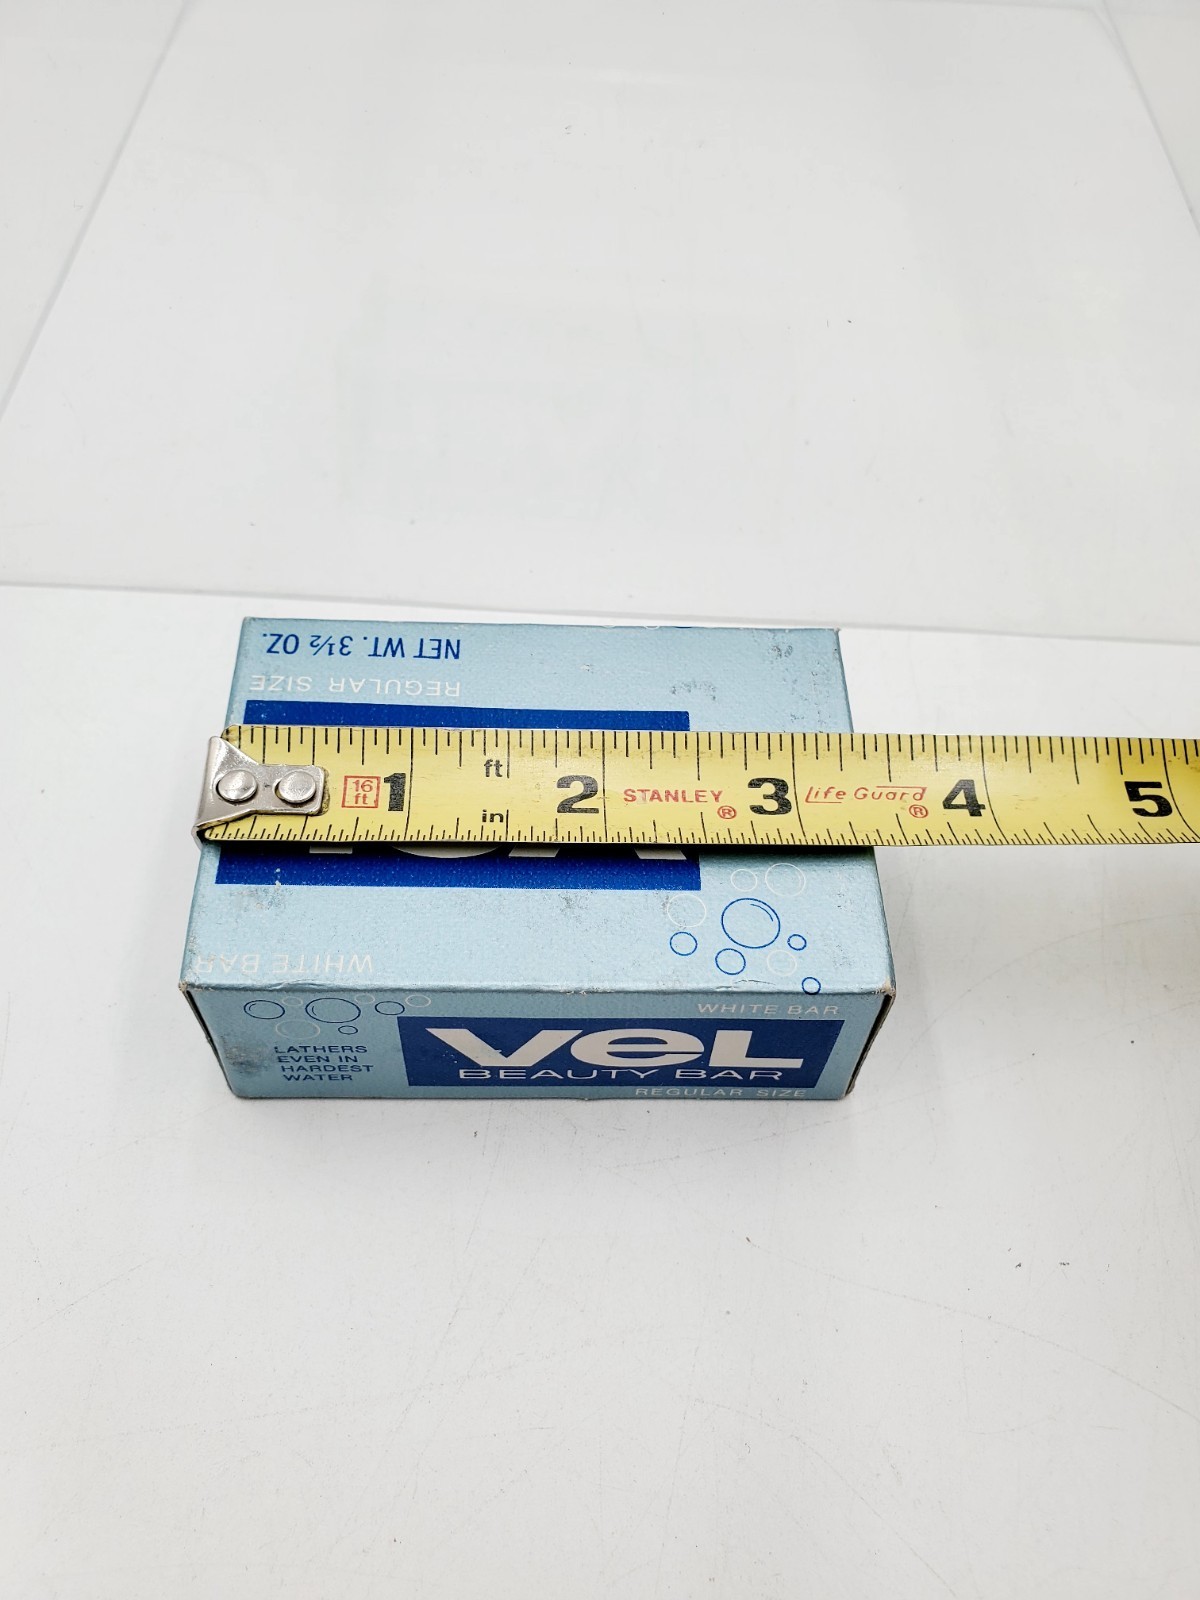 NET WT. 3½ OZ.
REGULAR SIZE
16
ft
1
ft
in
2
STANLEY®
3
Life Guard®
4
5
WHITE BAR
WHITE BAR
LATHERS
EVEN IN
HARDEST
WATER
VEL
BEAUTY BAR
REGULAR SIZE